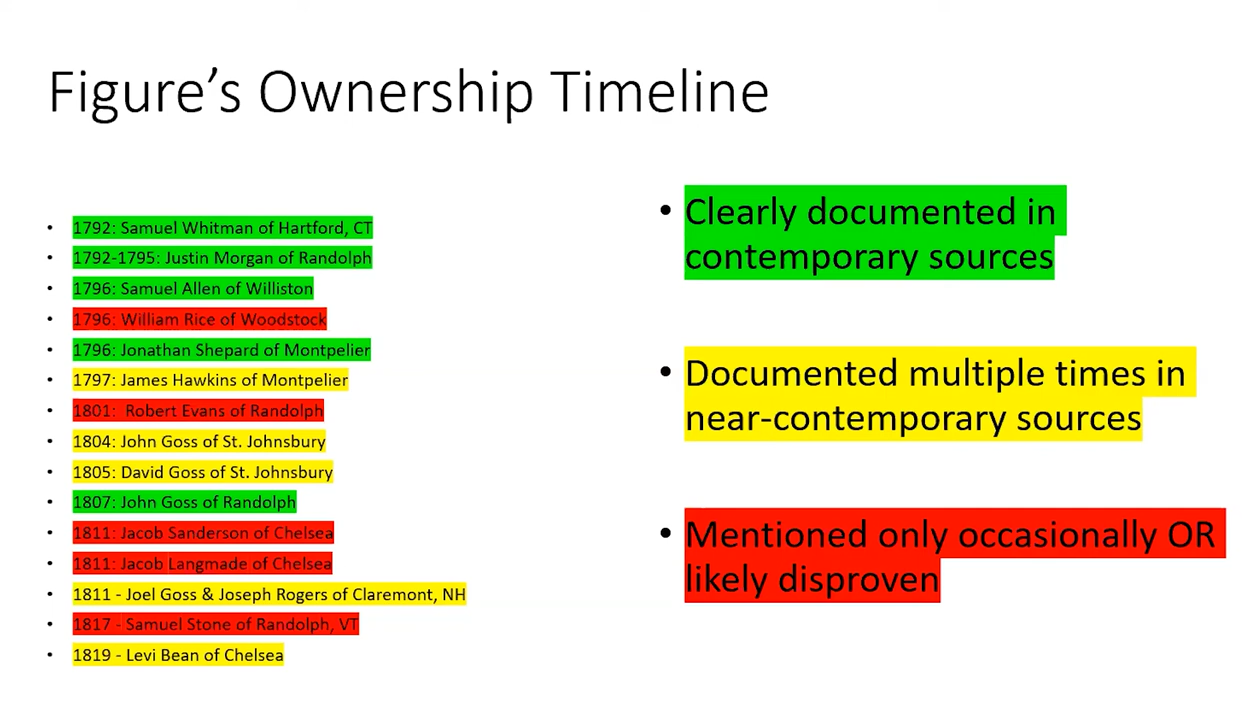 Figure’s Ownership Timeline
• 1792: Samuel Whitman of Hartford, CT
• 1792-1795: Justin Morgan of Randolph
• 1796: Samuel Allen of Williston
• 1796: William Rice of Woodstock
• 1796: Jonathan Shepard of Montpelier
• 1797: James Hawkins of Montpelier
• 1801:  Robert Evans of Randolph
• 1804: John Goss of St. Johnsbury
• 1805: David Goss of St. Johnsbury
• 1807: John Goss of Randolph
• 1811: Jacob Sanderson of Chelsea
• 1811: Jacob Langmade of Chelsea
• 1811 - Joel Goss & Joseph Rogers of Claremont, NH
• 1817 - Samuel Stone of Randolph, VT
• 1819 - Levi Bean of Chelsea
• Clearly documented in
contemporary sources
• Documented multiple times in
near-contemporary sources
• Mentioned only occasionally OR
likely disproven